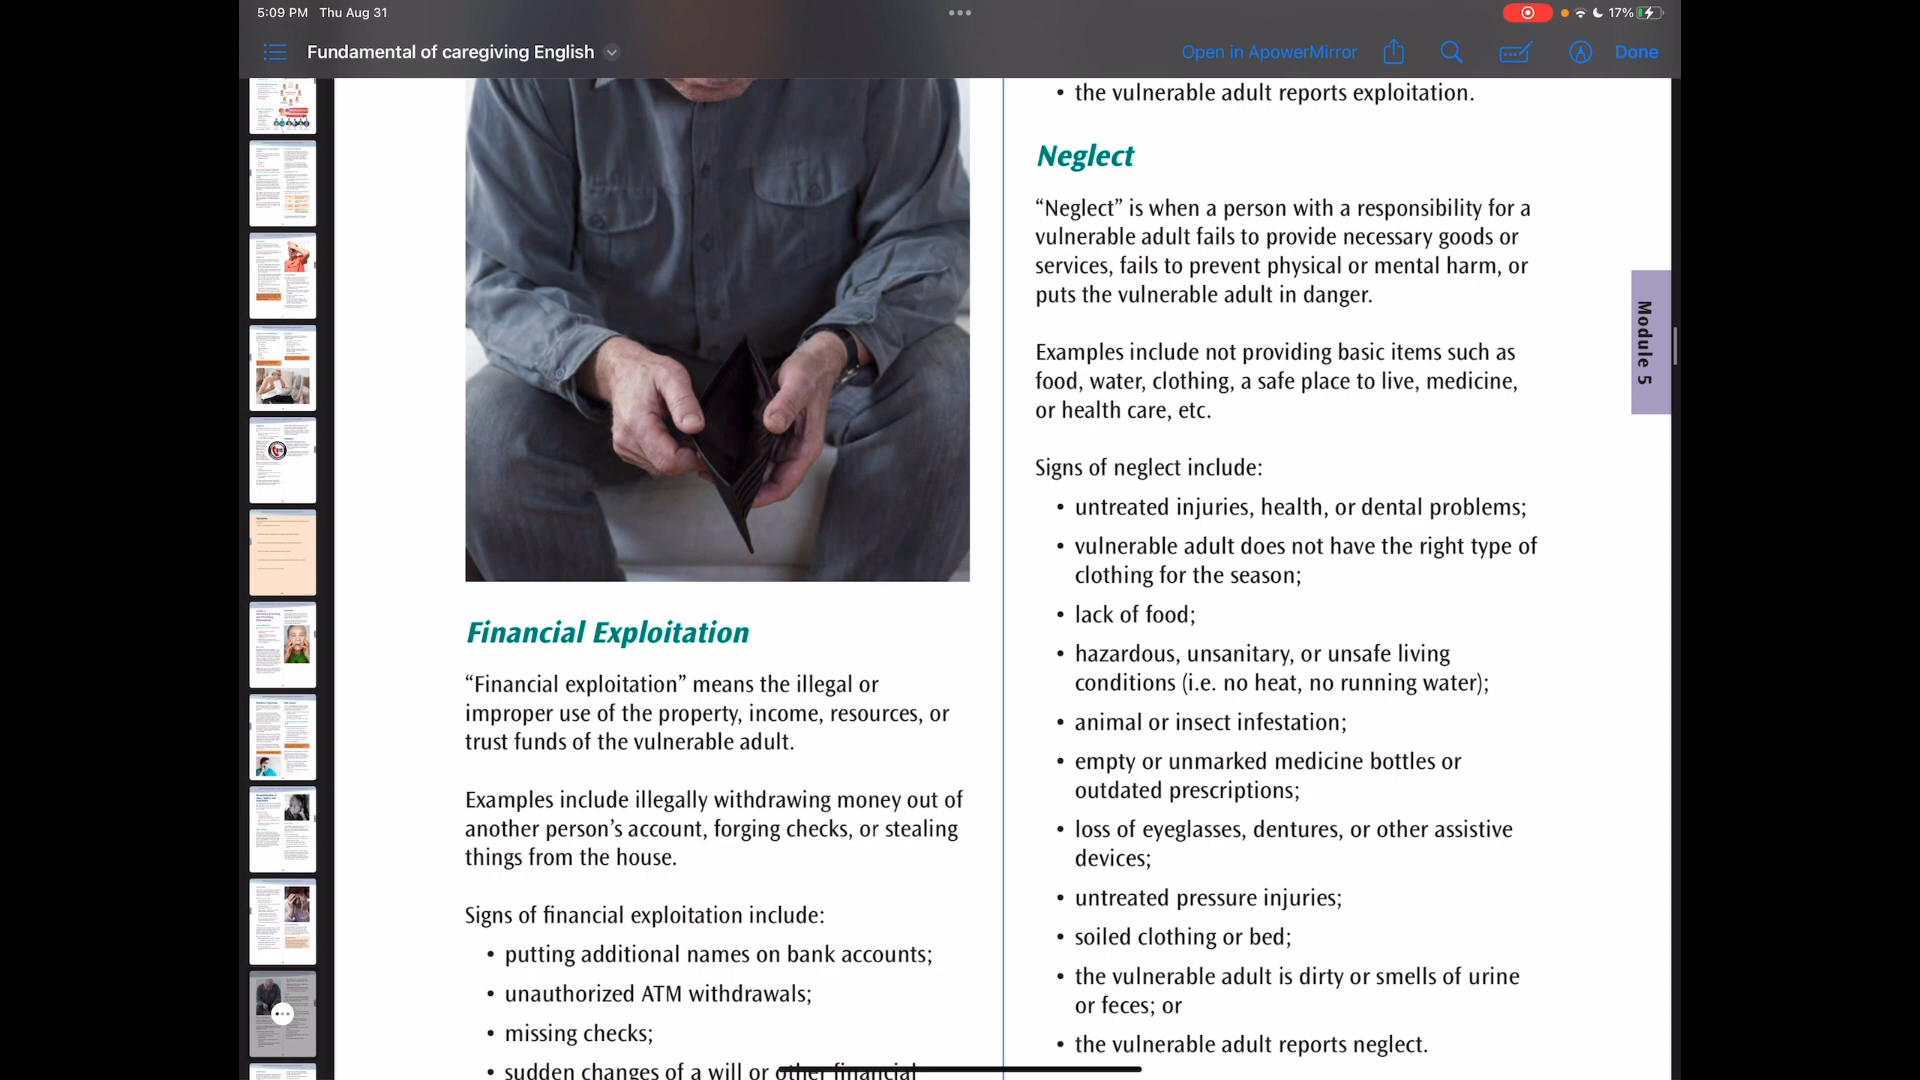 5:09 PM Thu Aug 31
17%
Fundamental of caregiving English
Open in ApowerMirror
Done
Financial Exploitation
“Financial exploitation” means the illegal or
improper use of the property, income, resources, or
trust funds of the vulnerable adult.
Examples include illegally withdrawing money out of
another person’s account, forging checks, or stealing
things from the house.
Signs of financial exploitation include:
• putting additional names on bank accounts;
• unauthorized ATM withdrawals;
• missing checks;
• sudden changes of a will or other financial
• the vulnerable adult reports exploitation.
Neglect
“Neglect” is when a person with a responsibility for a
vulnerable adult fails to provide necessary goods or
services, fails to prevent physical or mental harm, or
puts the vulnerable adult in danger.
Examples include not providing basic items such as
food, water, clothing, a safe place to live, medicine,
or health care, etc.
Signs of neglect include:
• untreated injuries, health, or dental problems;
• vulnerable adult does not have the right type of
clothing for the season;
• lack of food;
• hazardous, unsanitary, or unsafe living
conditions (i.e. no heat, no running water);
• animal or insect infestation;
• empty or unmarked medicine bottles or
outdated prescriptions;
• loss of eyeglasses, dentures, or other assistive
devices;
• untreated pressure injuries;
• soiled clothing or bed;
• the vulnerable adult is dirty or smells of urine
or feces; or
• the vulnerable adult reports neglect.
Module 5